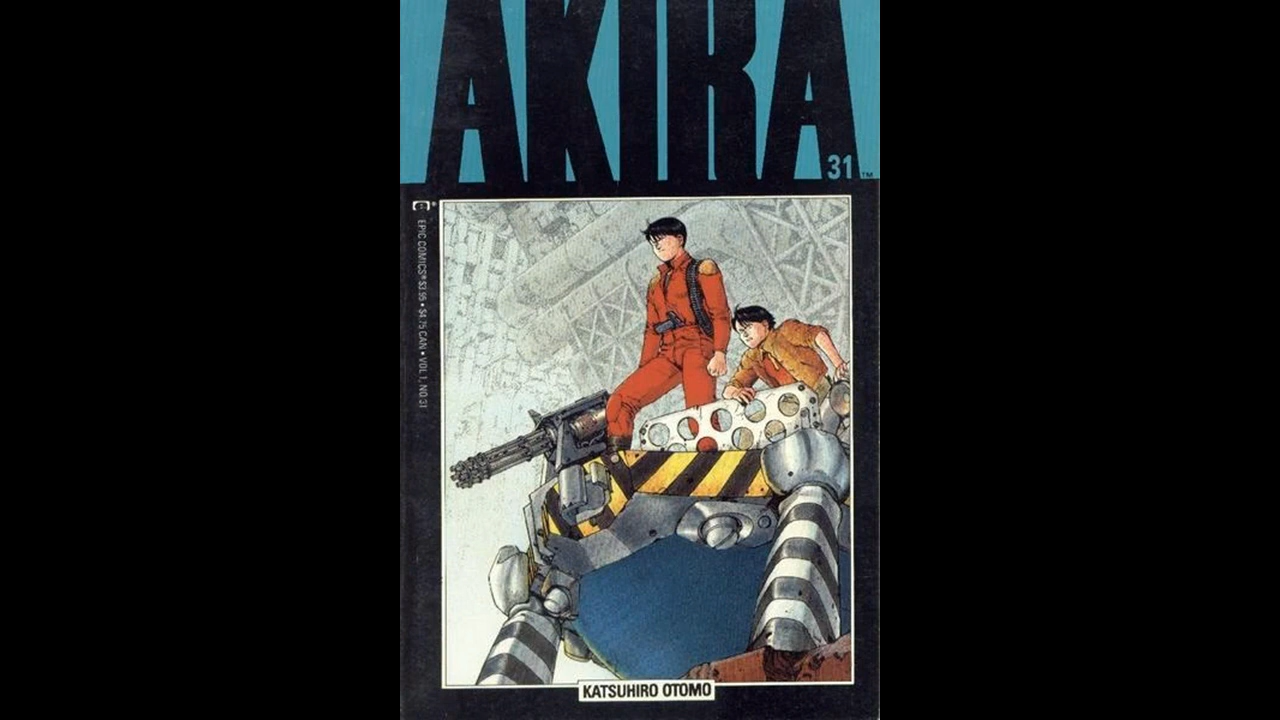 AKIRA
31 ™
EPIC COMICS® $3.95 • $4.75 CAN • VOL 1, NO 31
KATSUHIRO OTOMO